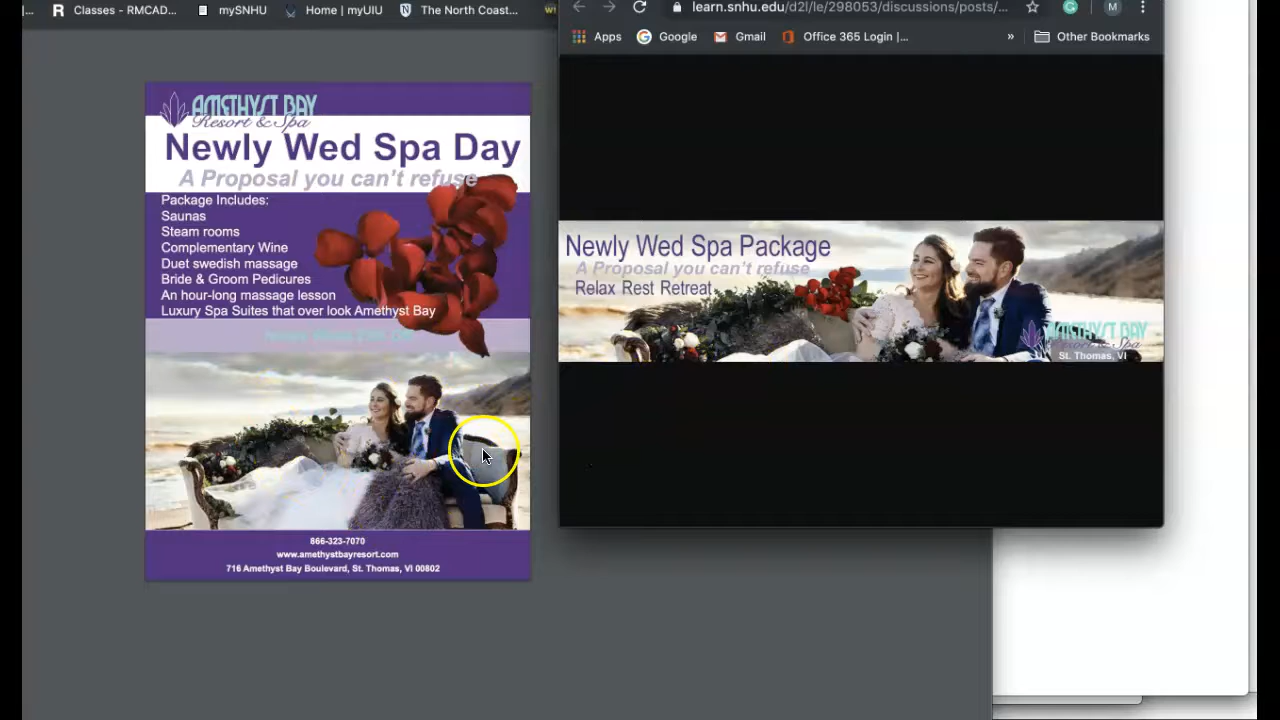 Classes - RMCAD...
mySNHU
Home | myUIU
The North Coast...
learn.snhu.edu/d2l/le/298053/discussions/posts/...
M
Apps
Google
Gmail
Office 365 Login |...
»
Other Bookmarks
AMETHYST BAY
Resort & Spa
Newly Wed Spa Day
A Proposal you can't refuse
Package Includes:
Saunas
Steam rooms
Complementary Wine
Duet swedish massage
Bride & Groom Pedicures
An hour-long massage lesson
Luxury Spa Suites that over look Amethyst Bay
866-323-7070
www.amethystbayresort.com
716 Amethyst Bay Boulevard, St. Thomas, VI 00802
Newly Wed Spa Package
A Proposal you can't refuse
Relax Rest Retreat
AMETHYST BAY
Resort & Spa
St. Thomas, VI